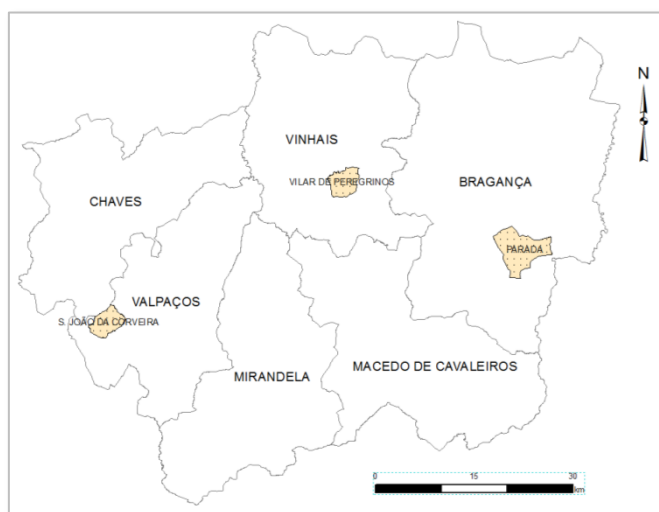 N
VINHAIS
VILAR DE PEREGRINOS
BRAGANÇA
CHAVES
PARADA
VALPAÇOS
S. JOÃO DA CORVEIRA
MACEDO DE CAVALEIROS
MIRANDELA
0 15 30
km